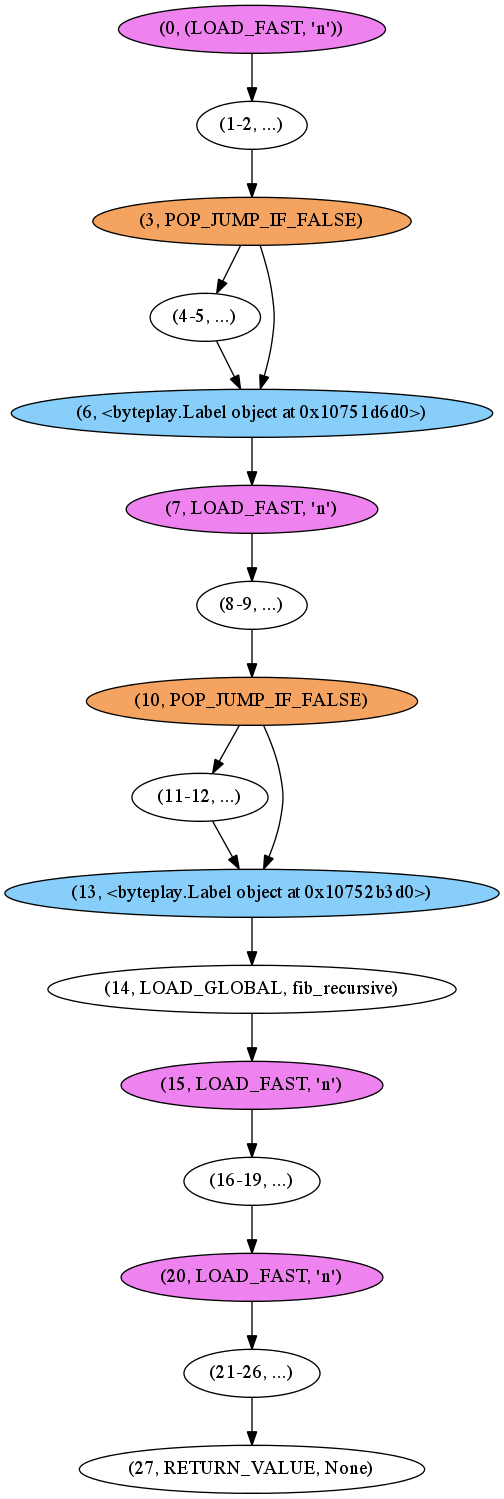 (0, (LOAD_FAST, 'n'))
(1-2, ...)
(3, POP_JUMP_IF_FALSE)
(4-5, ...)
(6, <byteplay.Label object at 0x10751d6d0>)
(7, LOAD_FAST, 'n')
(8-9, ...)
(10, POP_JUMP_IF_FALSE)
(11-12, ...)
(13, <byteplay.Label object at 0x10752b3d0>)
(14, LOAD_GLOBAL, fib_recursive)
(15, LOAD_FAST, 'n')
(16-19, ...)
(20, LOAD_FAST, 'n')
(21-26, ...)
(27, RETURN_VALUE, None)